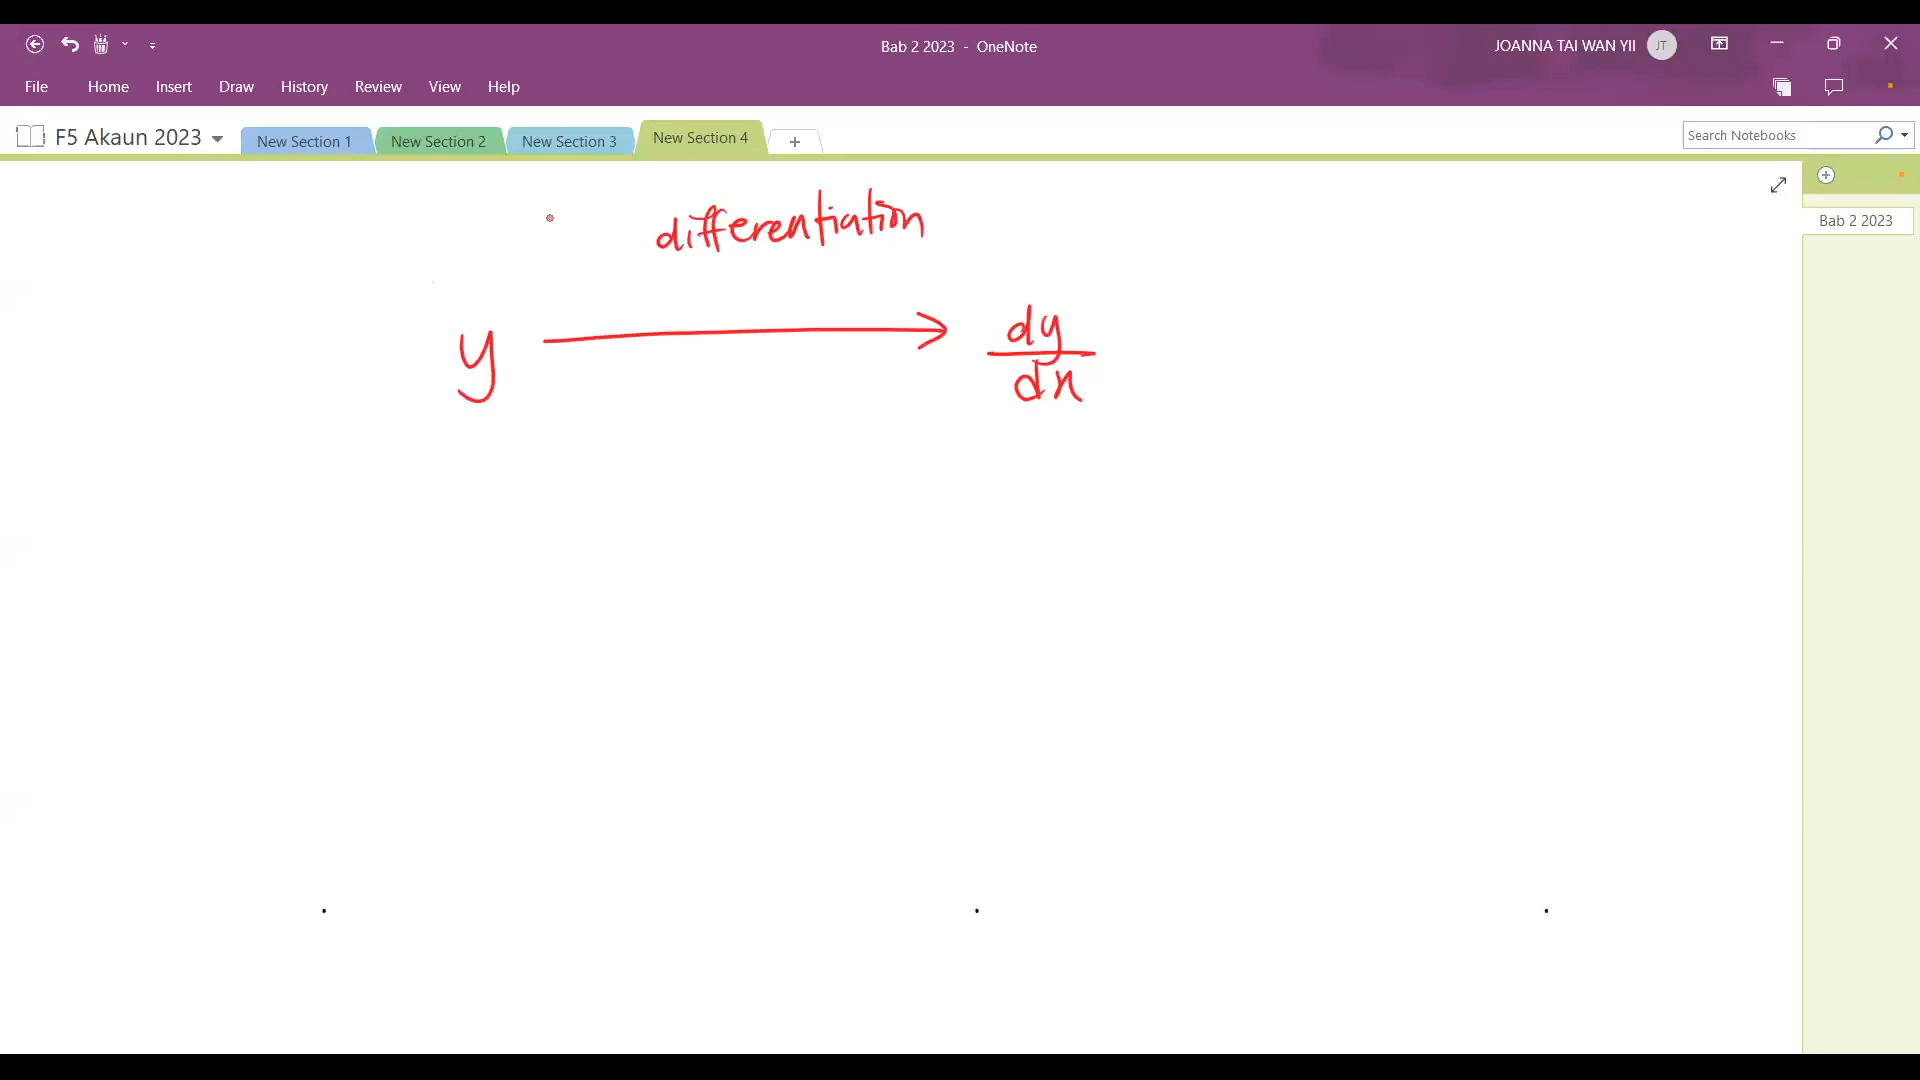 Bab 2 2023 - OneNote
JOANNA TAI WAN YII JT
File Home Insert Draw History Review View Help
F5 Akaun 2023 New Section 1 New Section 2 New Section 3 New Section 4 + Search Notebooks
Bab 2 2023
differentiation
y → dy/dx